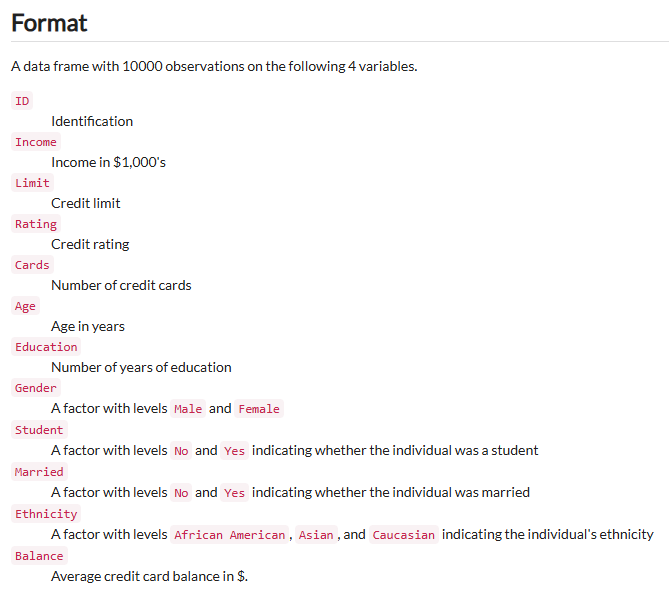 Format
A data frame with 10000 observations on the following 4 variables.
ID
Identification
Income
Income in $1,000's
Limit
Credit limit
Rating
Credit rating
Cards
Number of credit cards
Age
Age in years
Education
Number of years of education
Gender
A factor with levels Male and Female
Student
A factor with levels No and Yes indicating whether the individual was a student
Married
A factor with levels No and Yes indicating whether the individual was married
Ethnicity
A factor with levels African American, Asian, and Caucasian indicating the individual's ethnicity
Balance
Average credit card balance in $.